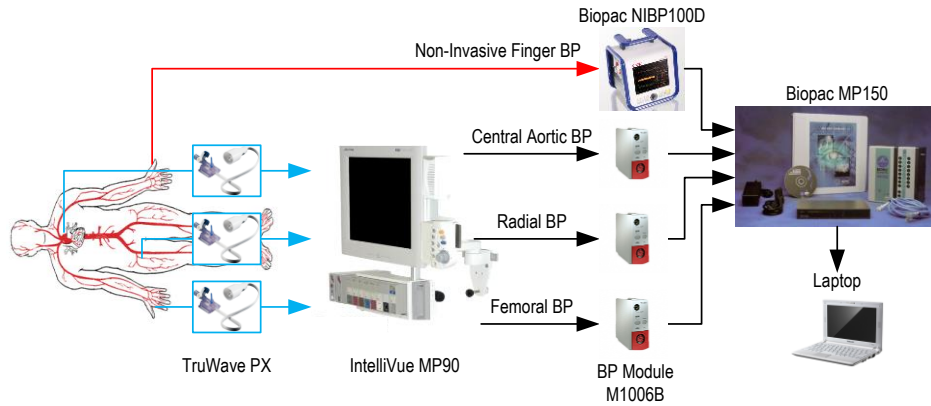 Biopac NIBP100D
Non-Invasive Finger BP
Biopac MP150
Central Aortic BP
Radial BP
Femoral BP
Laptop
TruWave PX
IntelliVue MP90
BP Module
M1006B